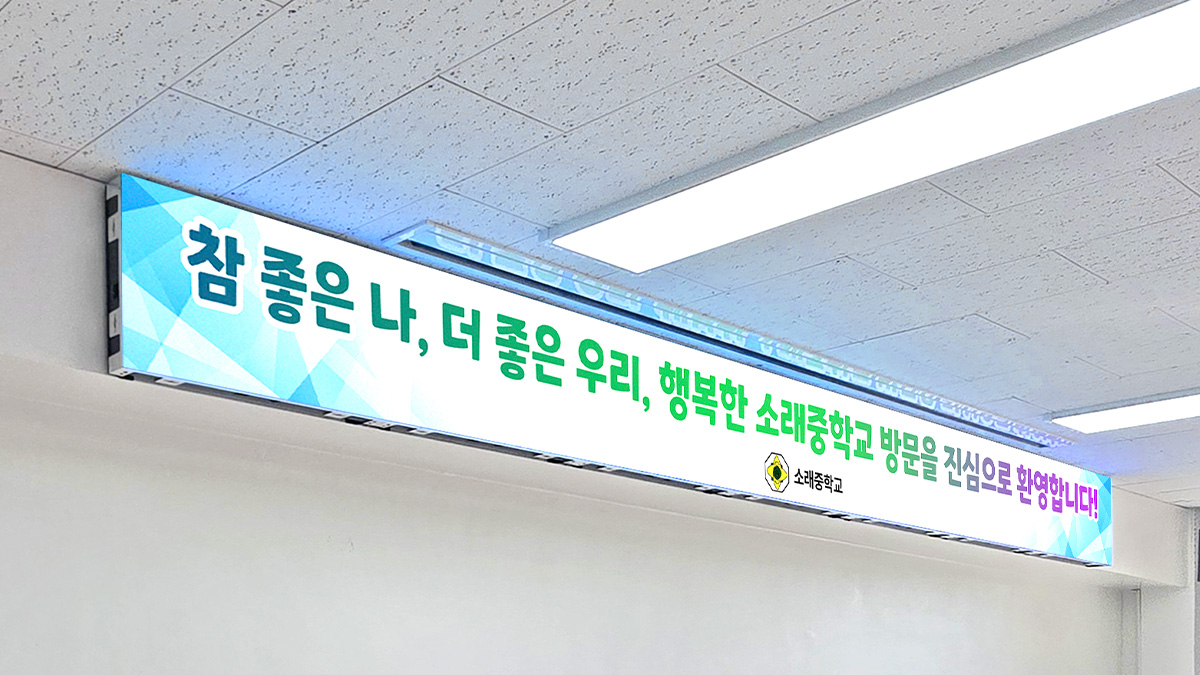 참 좋은 나, 더 좋은 우리, 행복한 소래중학교 방문을 진심으로 환영합니다!
소래중학교